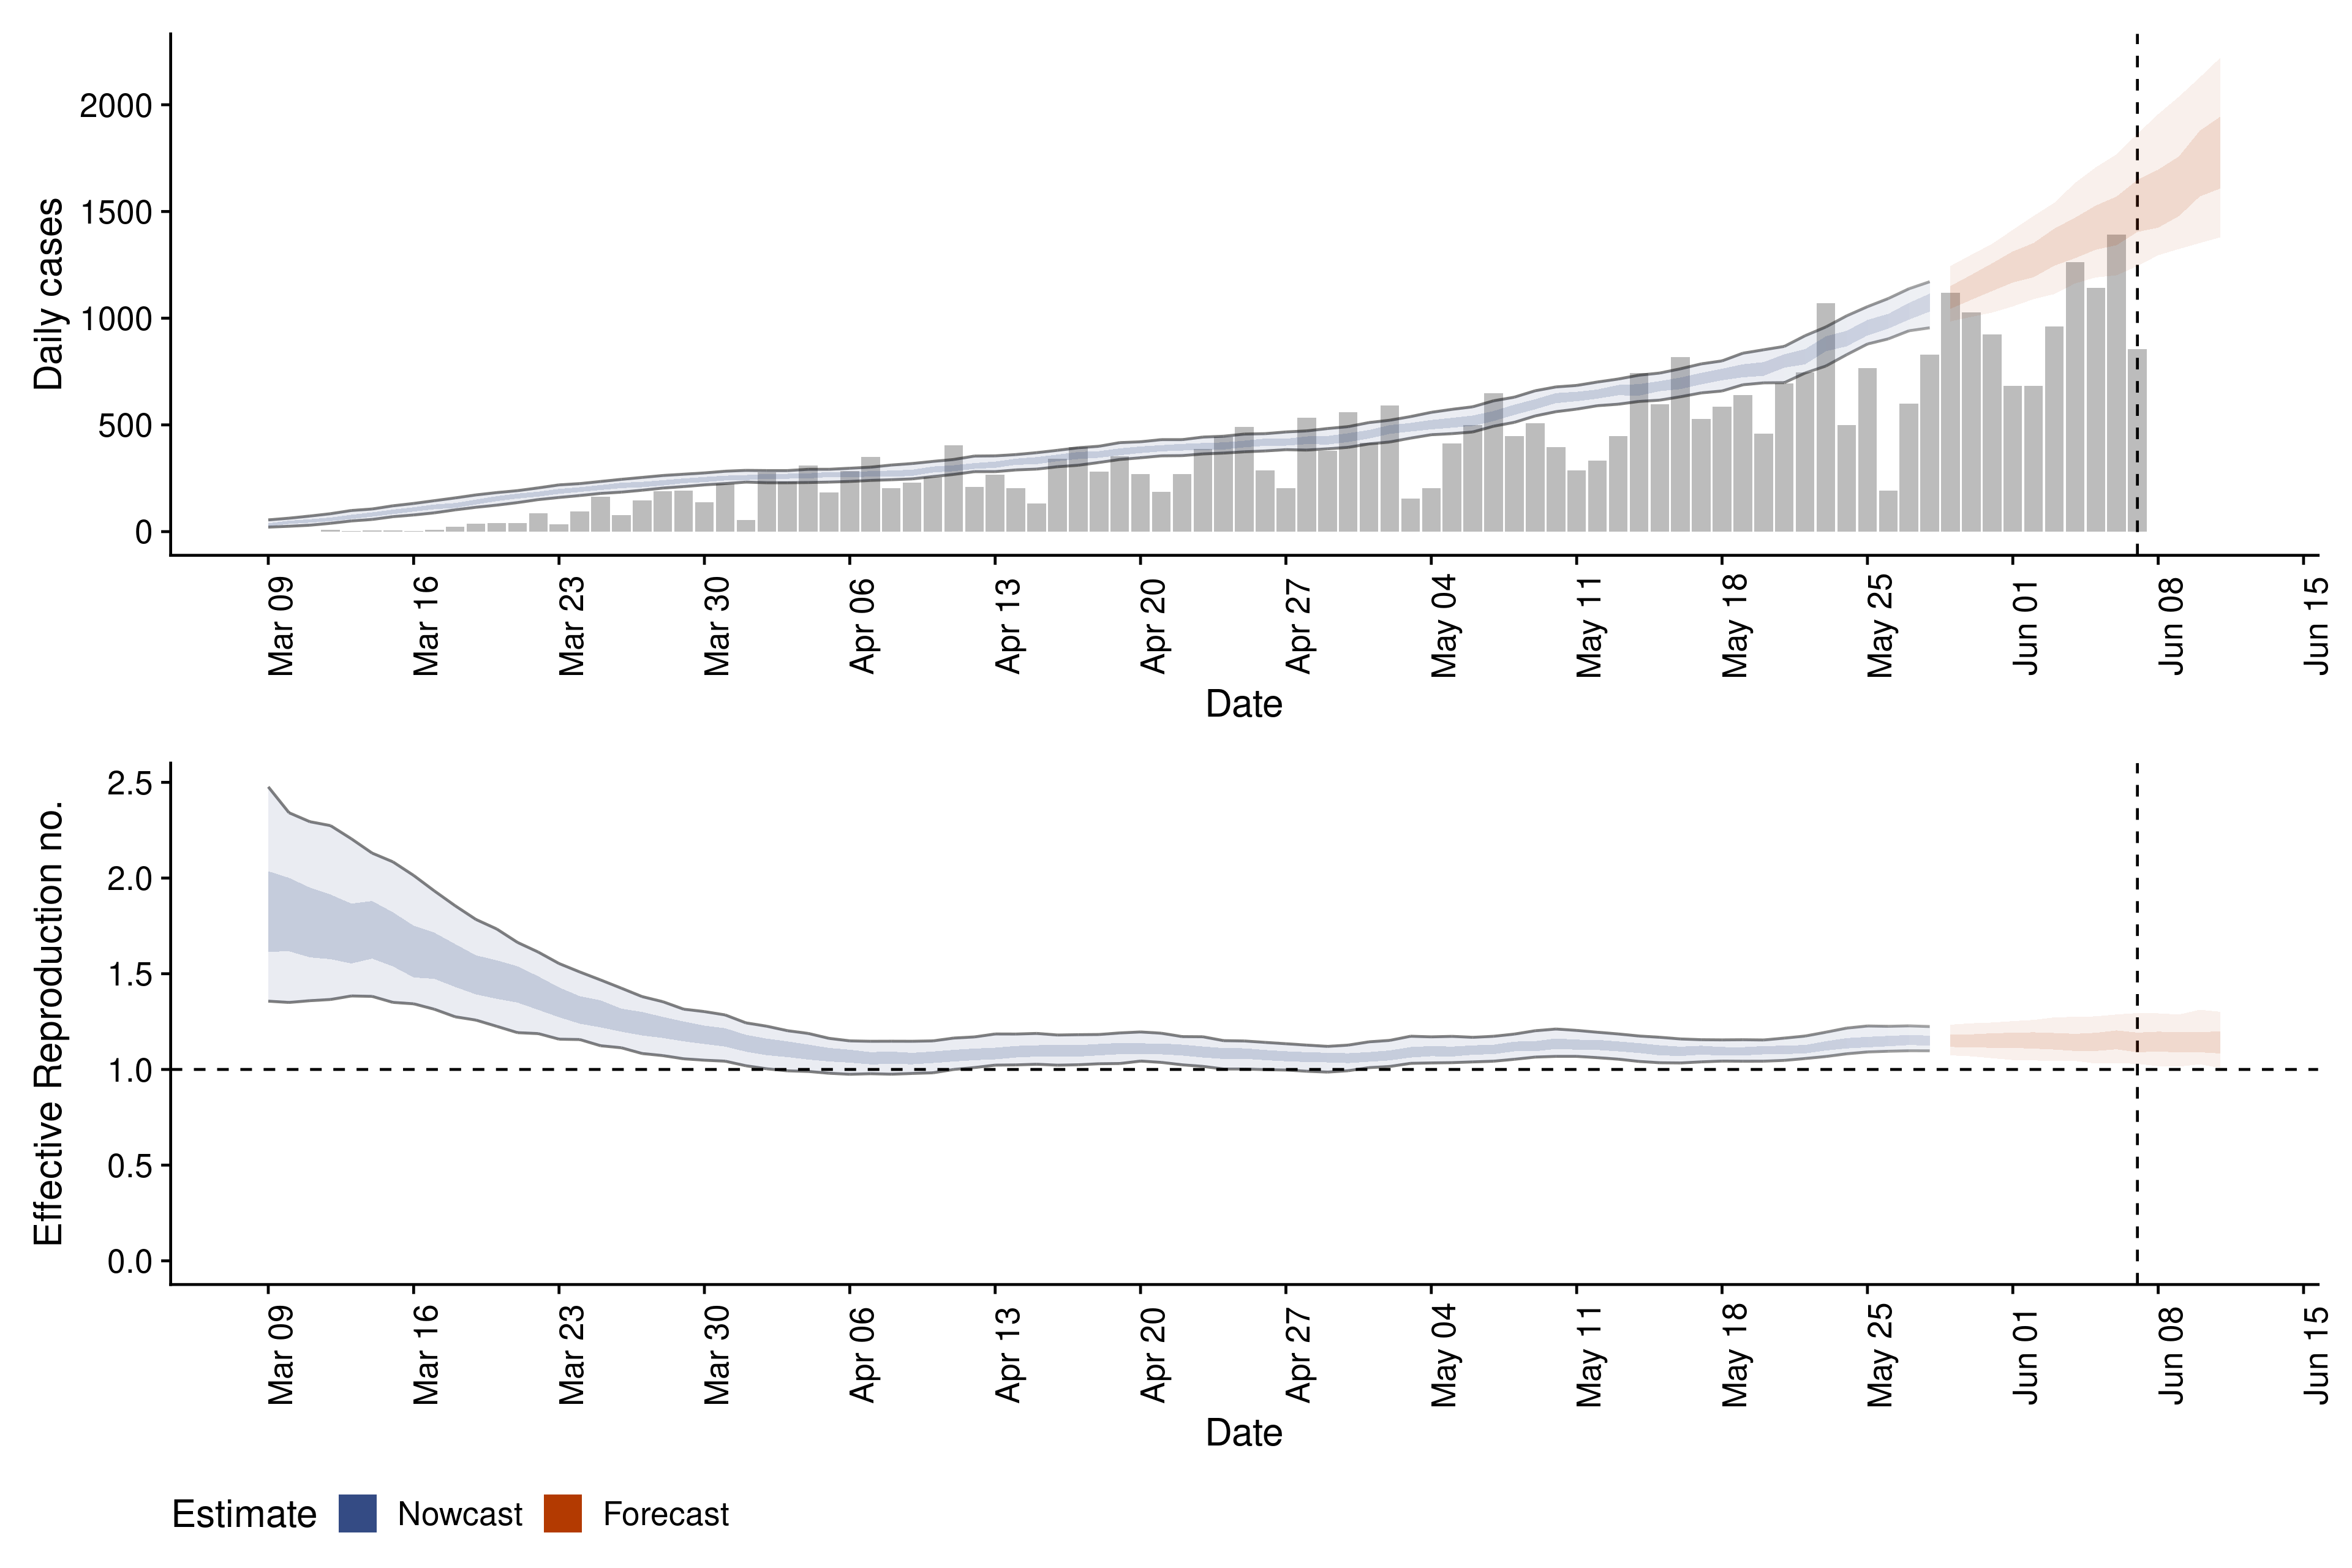 Daily cases
2000
1500
1000
500
0
Mar 09 Mar 16 Mar 23 Mar 30 Apr 06 Apr 13 Apr 20 Apr 27 May 04 May 11 May 18 May 25 Jun 01 Jun 08 Jun 15
Date
Effective Reproduction no.
2.5
2.0
1.5
1.0
0.5
0.0
Mar 09 Mar 16 Mar 23 Mar 30 Apr 06 Apr 13 Apr 20 Apr 27 May 04 May 11 May 18 May 25 Jun 01 Jun 08 Jun 15
Date
Estimate Nowcast Forecast